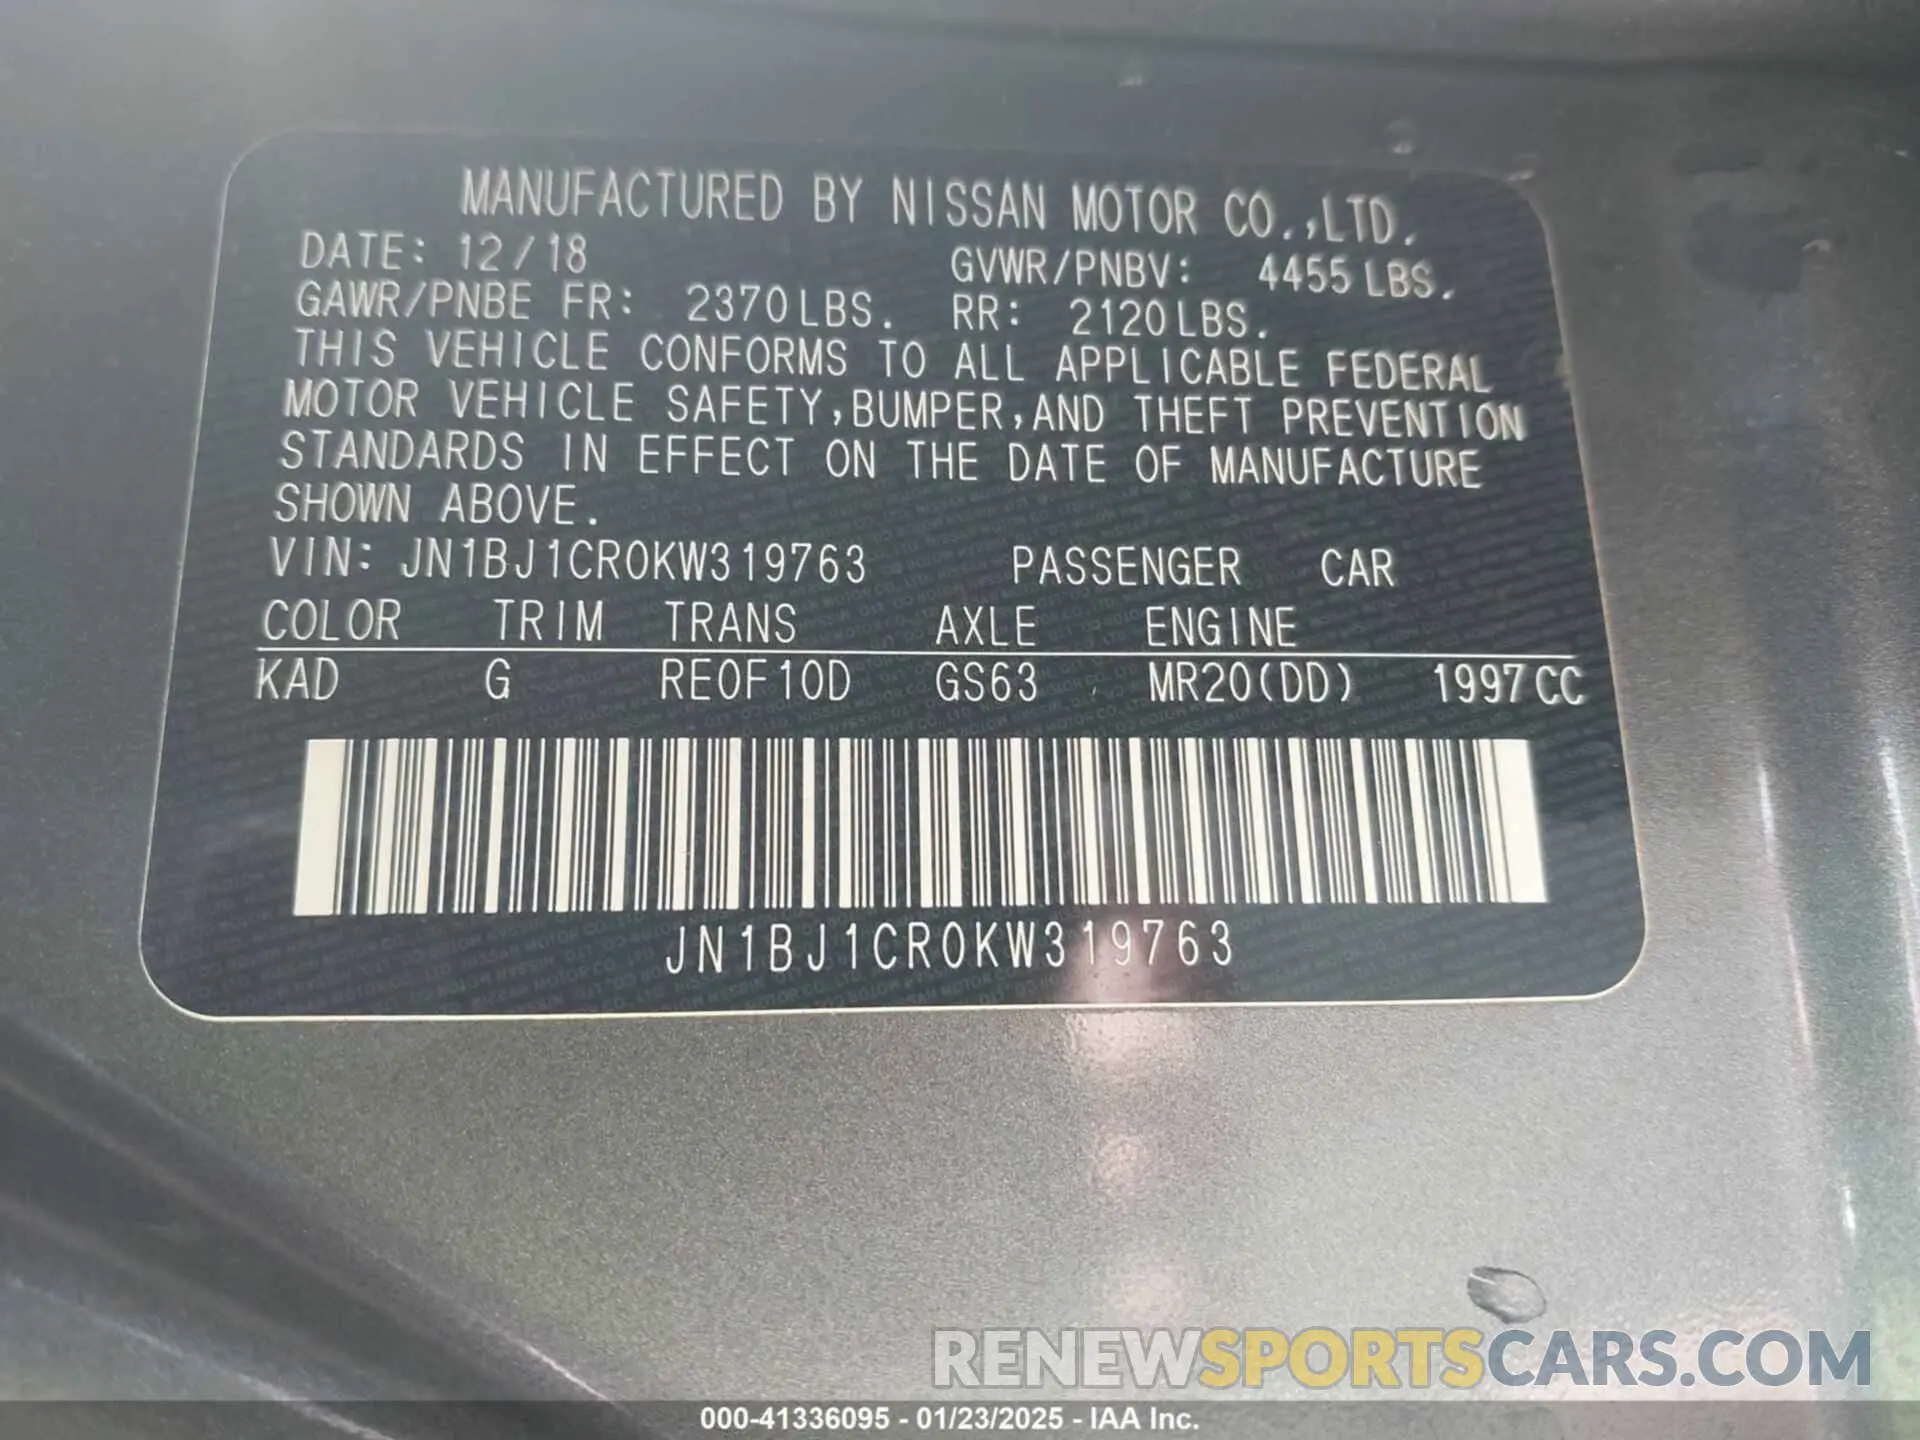 MANUFACTURED BY NISSAN MOTOR CO.,LTD.
DATE: 12/18 GVWR/PNBV: 4455 LBS.
GAWR/PNBE FR: 2370LBS. RR: 2120LBS.
THIS VEHICLE CONFORMS TO ALL APPLICABLE FEDERAL
MOTOR VEHICLE SAFETY,BUMPER,AND THEFT PREVENTION
STANDARDS IN EFFECT ON THE DATE OF MANUFACTURE
SHOWN ABOVE.
VIN: JN1BJ1CR0KW319763 PASSENGER CAR
COLOR TRIM TRANS AXLE ENGINE
KAD G RE0F10D GS63 MR20(DD) 1997CC
JN1BJ1CR0KW319763
RENEWSPORTSCARS.COM
000-41336095 - 01/23/2025 - IAA Inc.